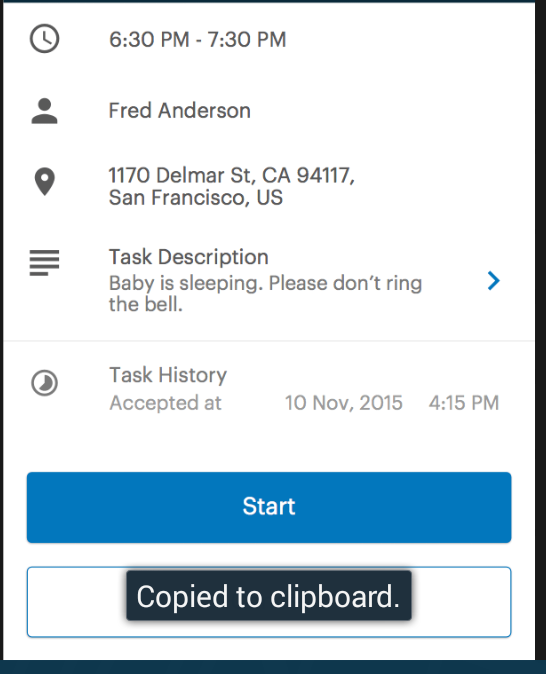 6:30 PM - 7:30 PM
Fred Anderson
1170 Delmar St, CA 94117,
San Francisco, US
Task Description
Baby is sleeping. Please don’t ring
the bell.
Task History
Accepted at 10 Nov, 2015 4:15 PM
Start
Copied to clipboard.